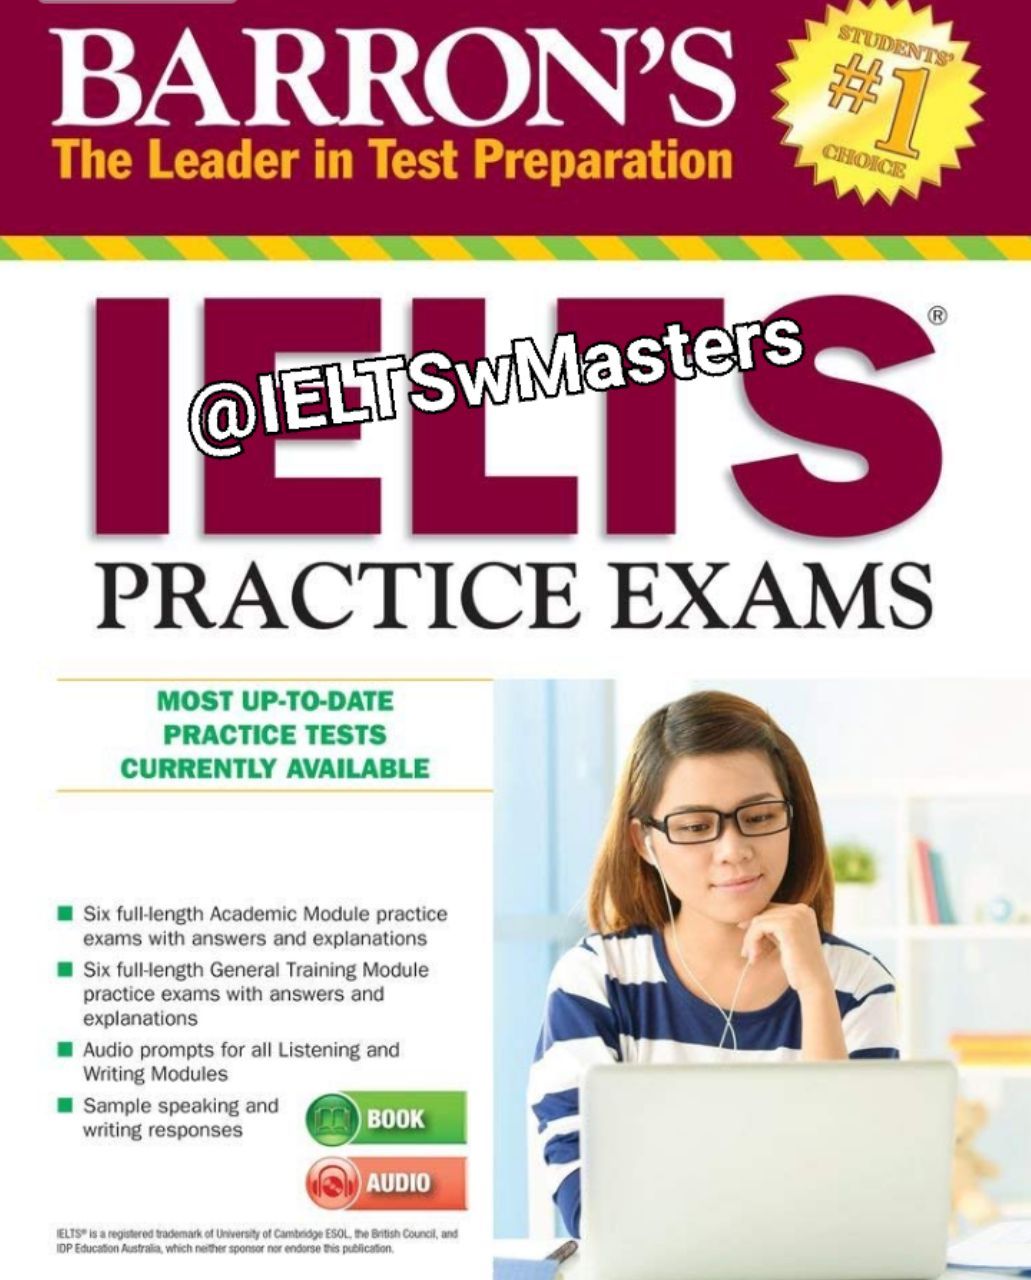 BARRON'S
The Leader in Test Preparation
STUDENTS'
#1
CHOICE
IELTS®
@IELTSwMasters
PRACTICE EXAMS
MOST UP-TO-DATE
PRACTICE TESTS
CURRENTLY AVAILABLE
Six full-length Academic Module practice
exams with answers and explanations
Six full-length General Training Module
practice exams with answers and
explanations
Audio prompts for all Listening and
Writing Modules
Sample speaking and
writing responses
BOOK
AUDIO
IELTS® is a registered trademark of University of Cambridge ESOL, the British Council, and
IDP Education Australia, which neither sponsor nor endorse this publication.